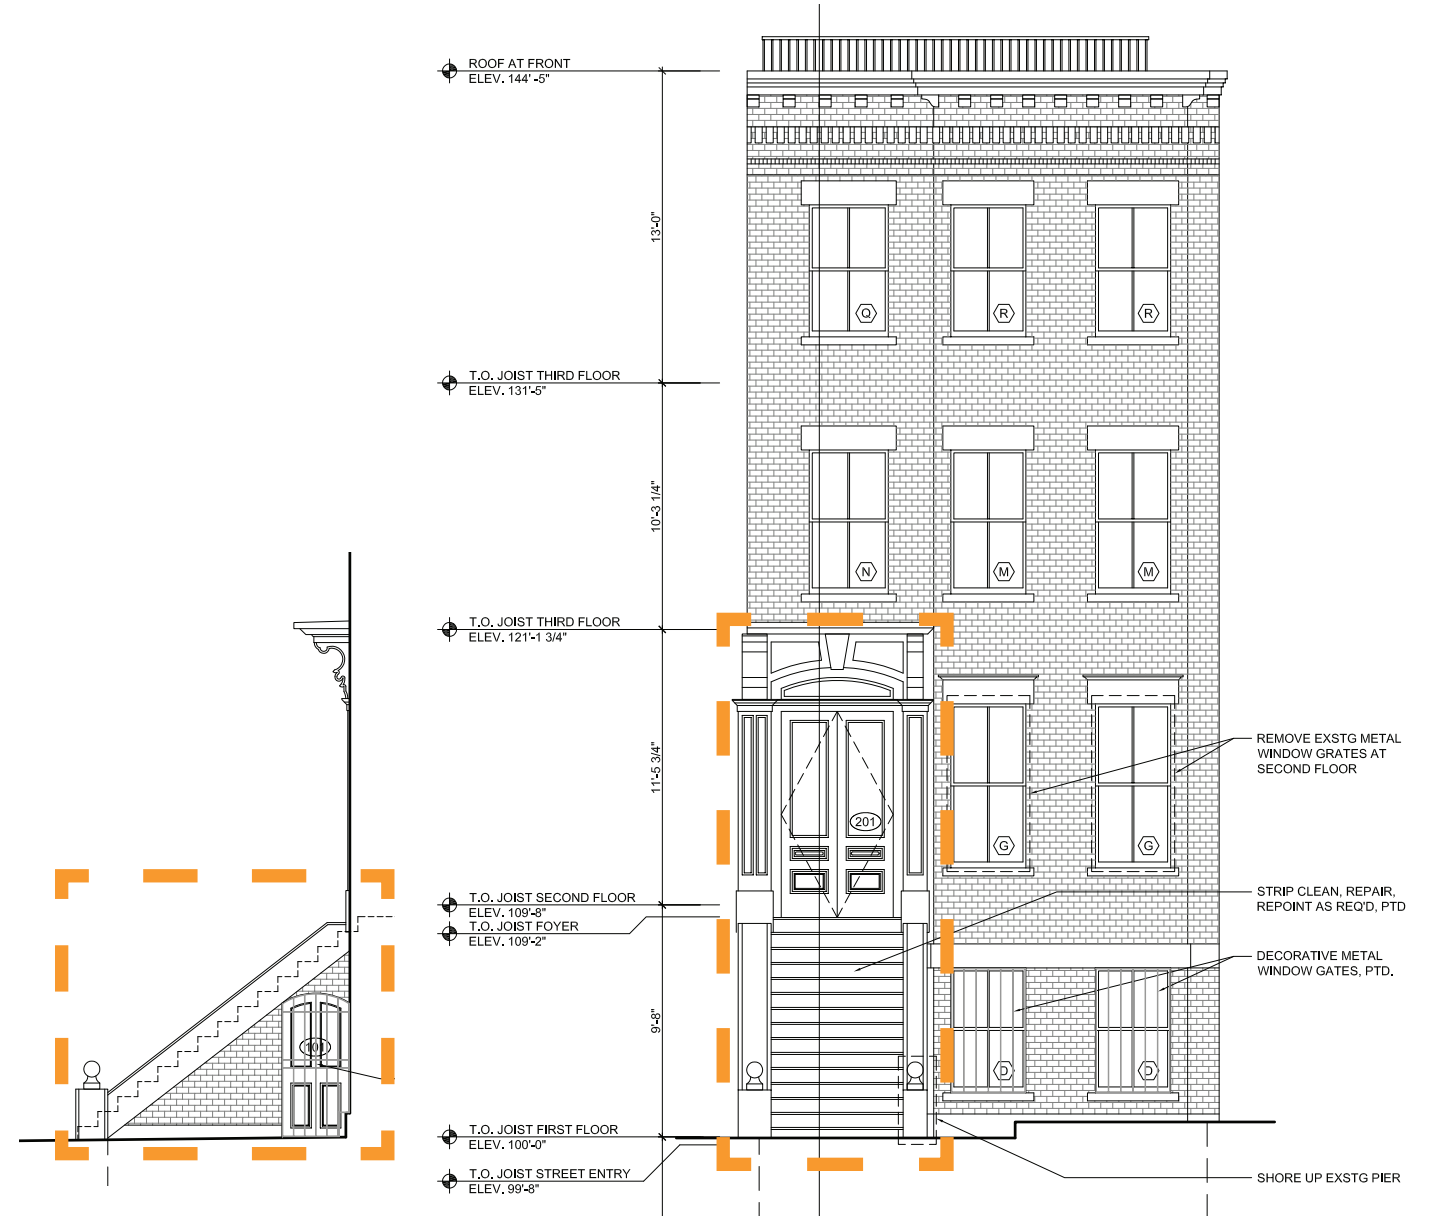 ROOF AT FRONT
ELEV. 144' -5"
13'-0"
Q
R
R
T.O. JOIST THIRD FLOOR
ELEV. 131'-5"
10'-3 1/4"
N
M
M
T.O. JOIST THIRD FLOOR
ELEV. 121'-1 3/4"
11'-5 3/4"
REMOVE EXSTG METAL
WINDOW GRATES AT
SECOND FLOOR
201
G
G
T.O. JOIST SECOND FLOOR
ELEV. 109'-8"
T.O. JOIST FOYER
ELEV. 109'-2"
STRIP CLEAN, REPAIR,
REPOINT AS REQ'D, PTD
DECORATIVE METAL
WINDOW GATES, PTD.
9'-8"
101
D
D
T.O. JOIST FIRST FLOOR
ELEV. 100'-0"
T.O. JOIST STREET ENTRY
ELEV. 99'-8"
SHORE UP EXSTG PIER